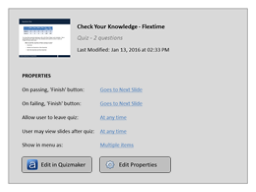 Check Your Knowledge - Flextime
Quiz - 2 questions
Last Modified: Jan 13, 2016 at 02:33 PM
PROPERTIES
On passing, 'Finish' button: Goes to Next Slide
On failing, 'Finish' button: Goes to Next Slide
Allow user to leave quiz: At any time
User may view slides after quiz: At any time
Show in menu as: Multiple items
Edit in Quizmaker
Edit Properties